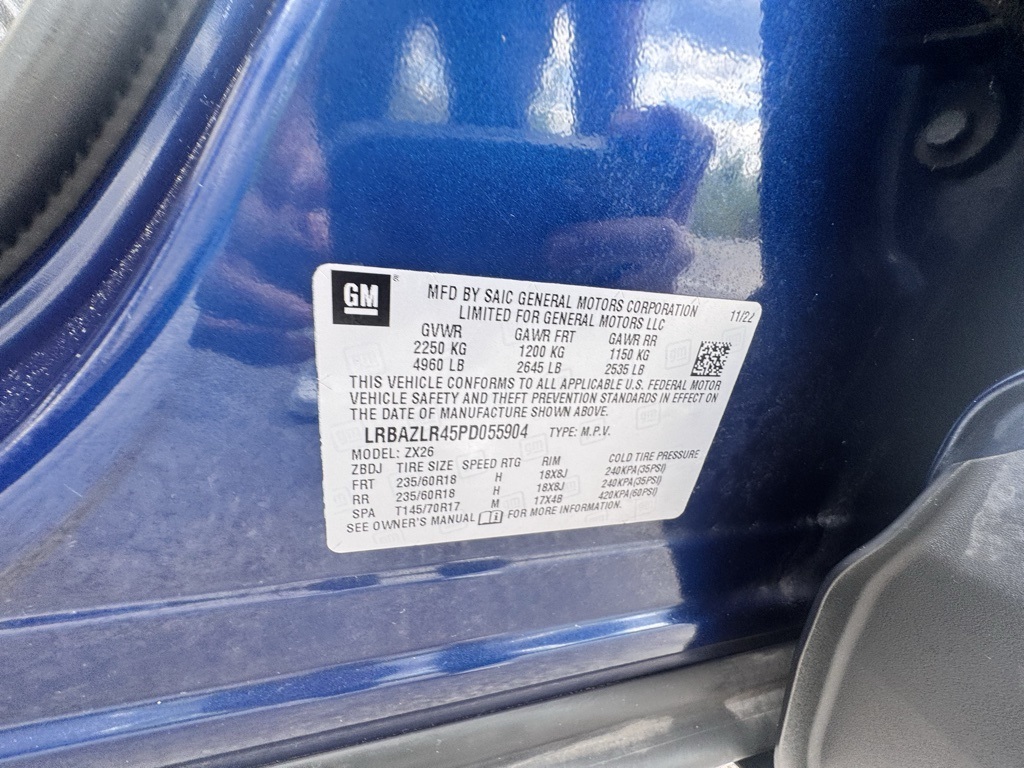 GM ®
MFD BY SAIC GENERAL MOTORS CORPORATION
LIMITED FOR GENERAL MOTORS LLC
11/22
GVWR GAWR FRT GAWR RR
2250 KG 1200 KG 1150 KG
4960 LB 2645 LB 2535 LB
THIS VEHICLE CONFORMS TO ALL APPLICABLE U.S. FEDERAL MOTOR
VEHICLE SAFETY AND THEFT PREVENTION STANDARDS IN EFFECT ON
THE DATE OF MANUFACTURE SHOWN ABOVE.
LRBAZLR45PD055904 TYPE: M.P.V.
MODEL: ZX26
ZBDJ TIRE SIZE SPEED RTG RIM COLD TIRE PRESSURE
FRT 235/60R18 H 18X8J 240KPA(35PSI)
RR 235/60R18 H 18X8J 240KPA(35PSI)
SPA T145/70R17 M 17X4B 420KPA(60PSI)
SEE OWNER'S MANUAL FOR MORE INFORMATION.